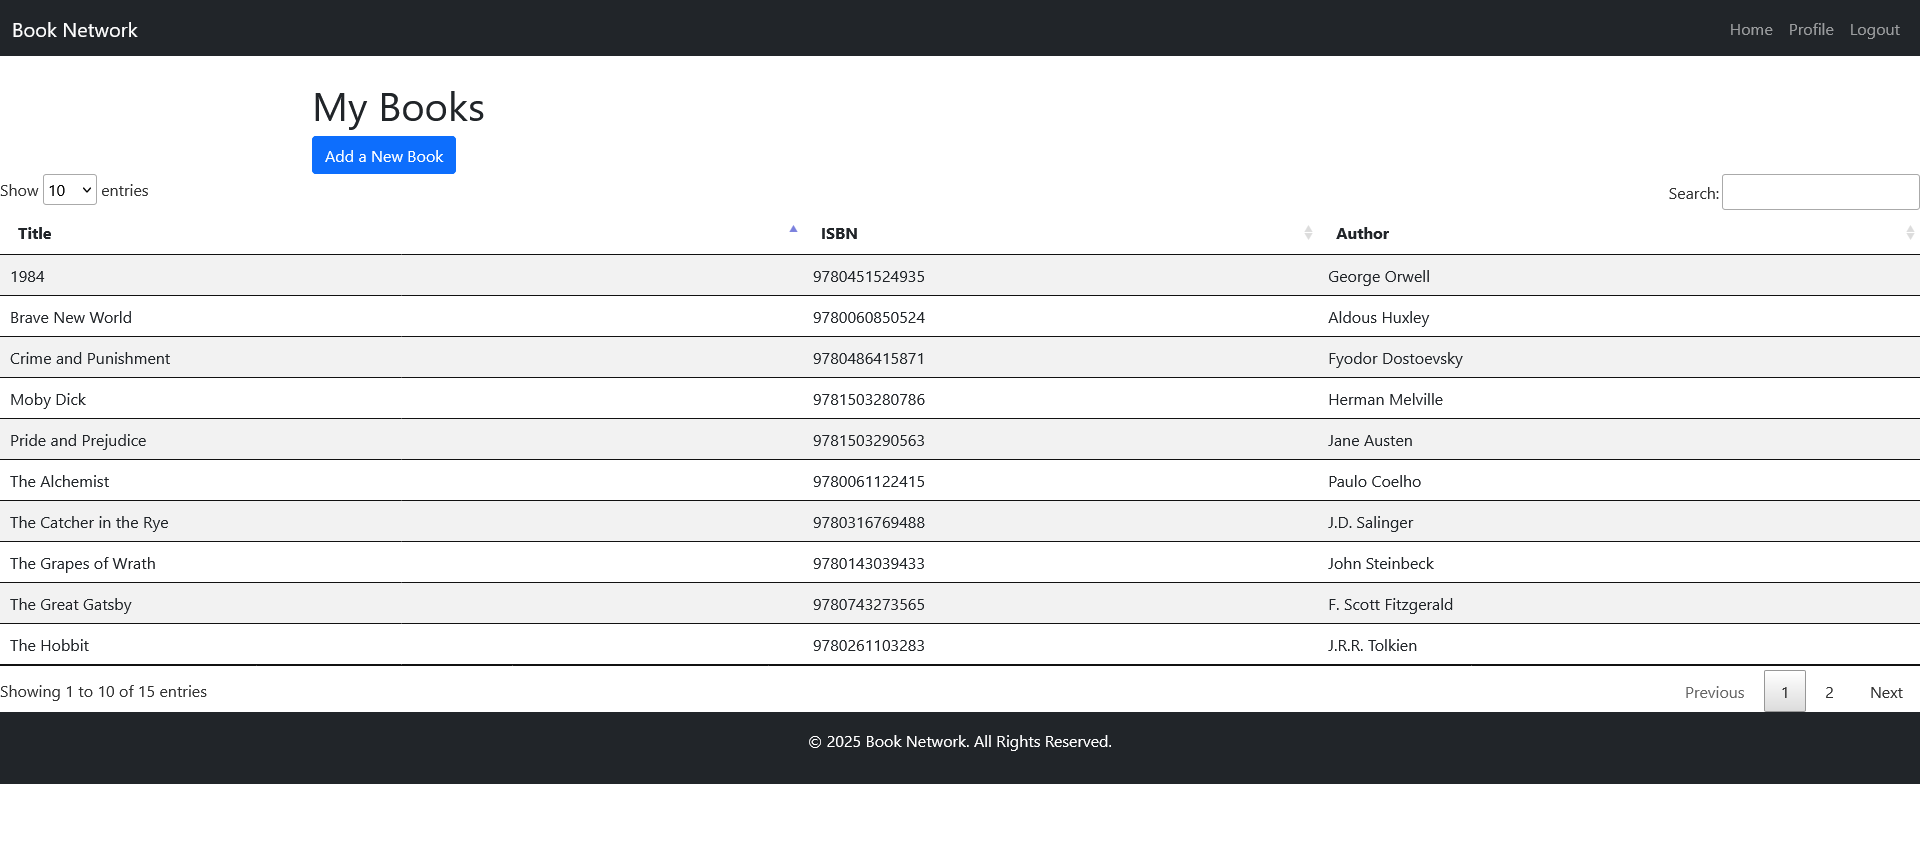 Book Network Home Profile Logout
My Books
Add a New Book
Show 10 entries Search:
Title ISBN Author
1984 9780451524935 George Orwell
Brave New World 9780060850524 Aldous Huxley
Crime and Punishment 9780486415871 Fyodor Dostoevsky
Moby Dick 9781503280786 Herman Melville
Pride and Prejudice 9781503290563 Jane Austen
The Alchemist 9780061122415 Paulo Coelho
The Catcher in the Rye 9780316769488 J.D. Salinger
The Grapes of Wrath 9780143039433 John Steinbeck
The Great Gatsby 9780743273565 F. Scott Fitzgerald
The Hobbit 9780261103283 J.R.R. Tolkien
Showing 1 to 10 of 15 entries Previous 1 2 Next
© 2025 Book Network. All Rights Reserved.